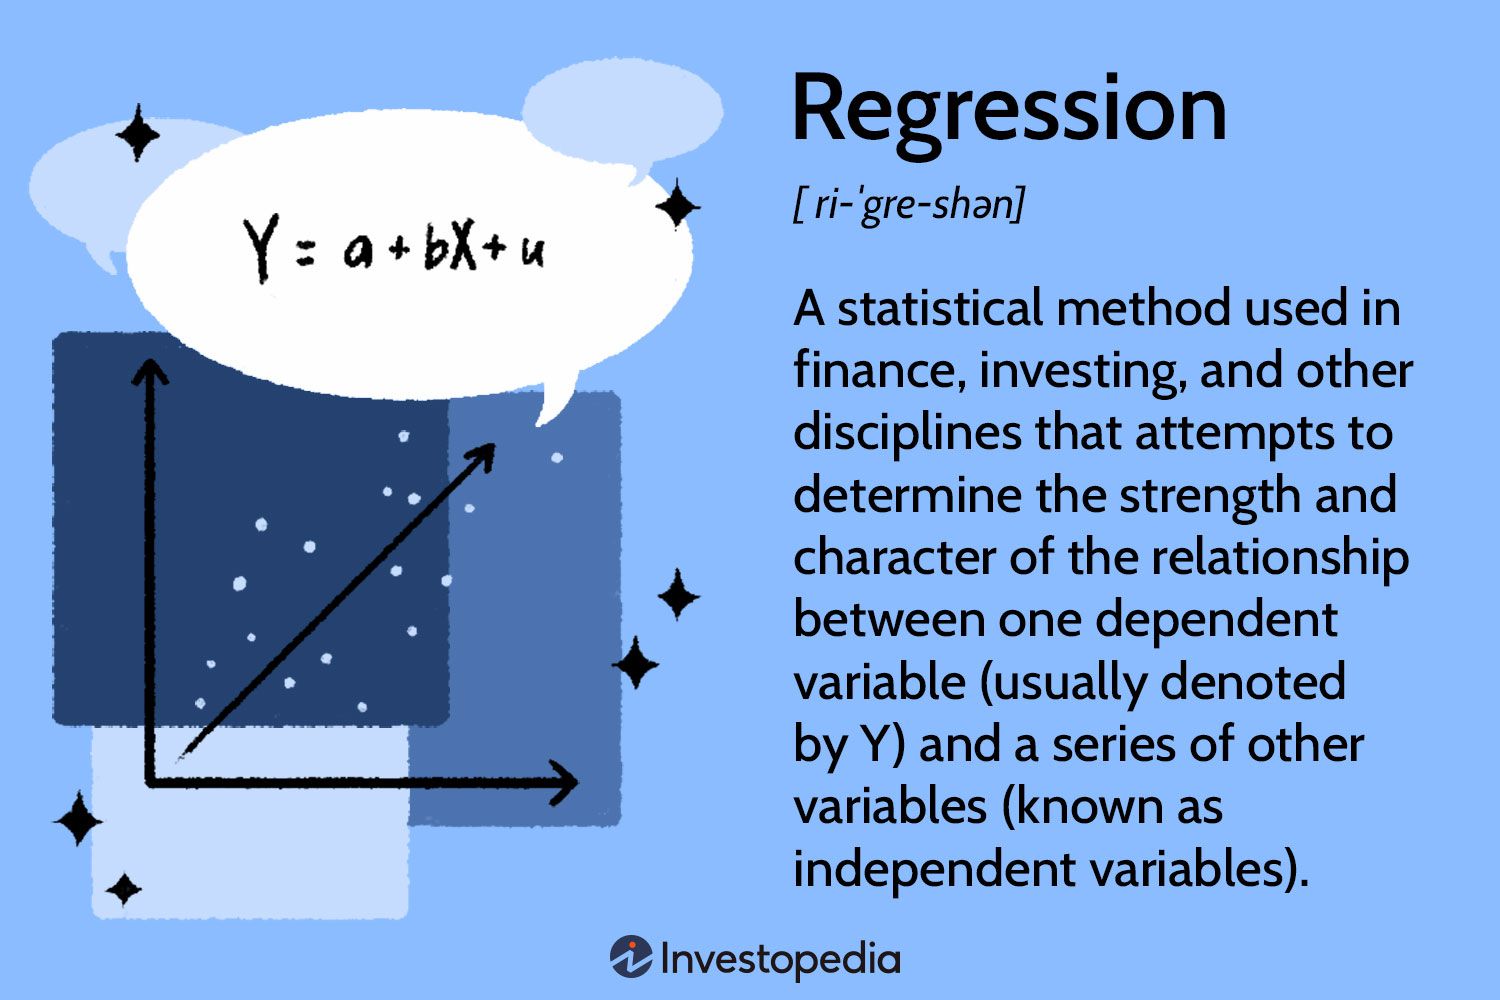 Y = a + bX + u
Regression
[ ri-ˈgre-shən]
A statistical method used in
finance, investing, and other
disciplines that attempts to
determine the strength and
character of the relationship
between one dependent
variable (usually denoted
by Y) and a series of other
variables (known as
independent variables).
Investopedia